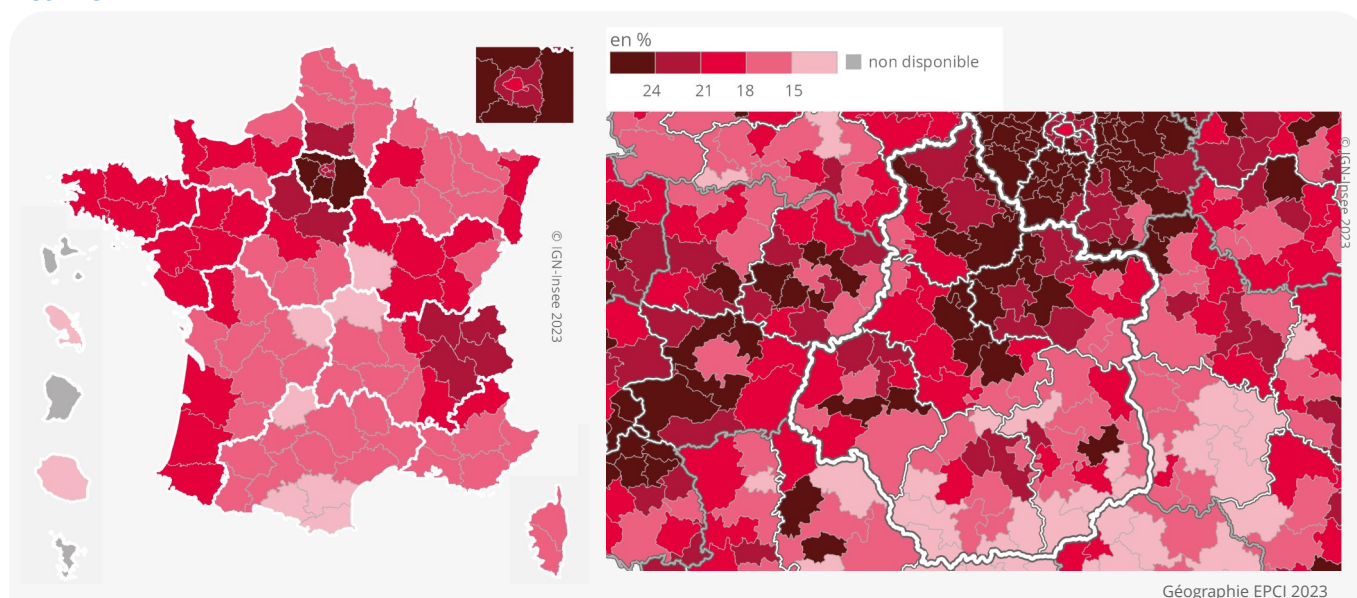 en %
non disponible
24 21 18 15
© IGN-Insee 2023
© IGN-Insee 2023
Géographie EPCI 2023